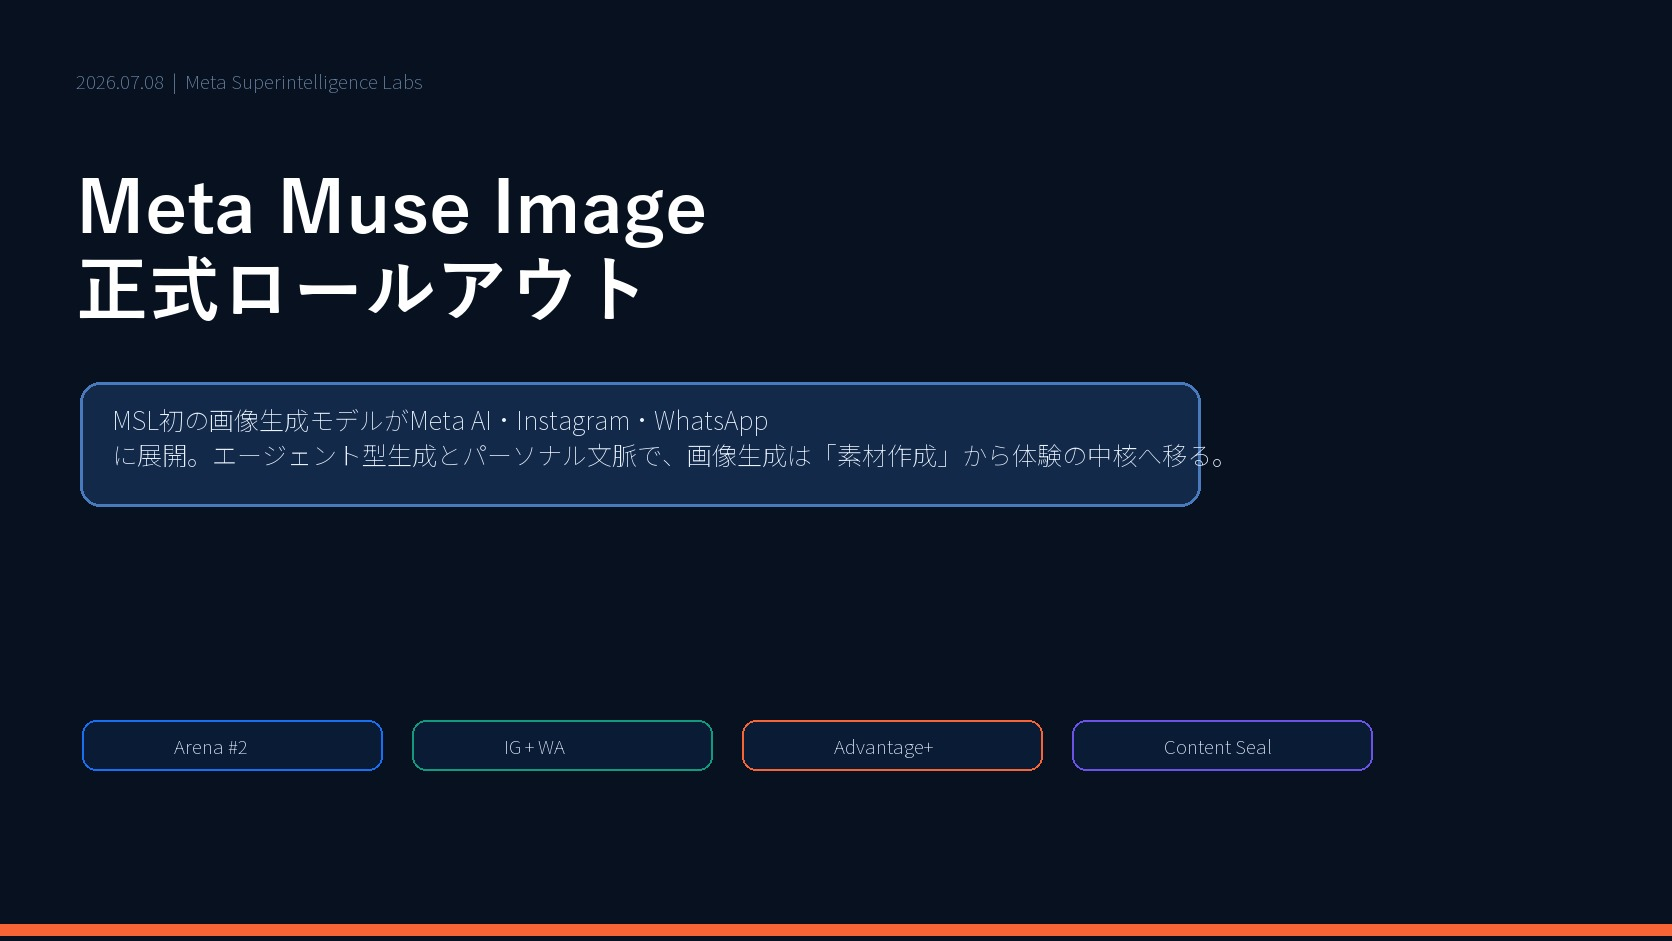 2026.07.08 | Meta Superintelligence Labs
Meta Muse Image
正式ロールアウト
MSL初の画像生成モデルがMeta AI・Instagram・WhatsApp
に展開。エージェント型生成とパーソナル文脈で、画像生成は「素材作成」から体験の中核へ移る。
Arena #2
IG + WA
Advantage+
Content Seal